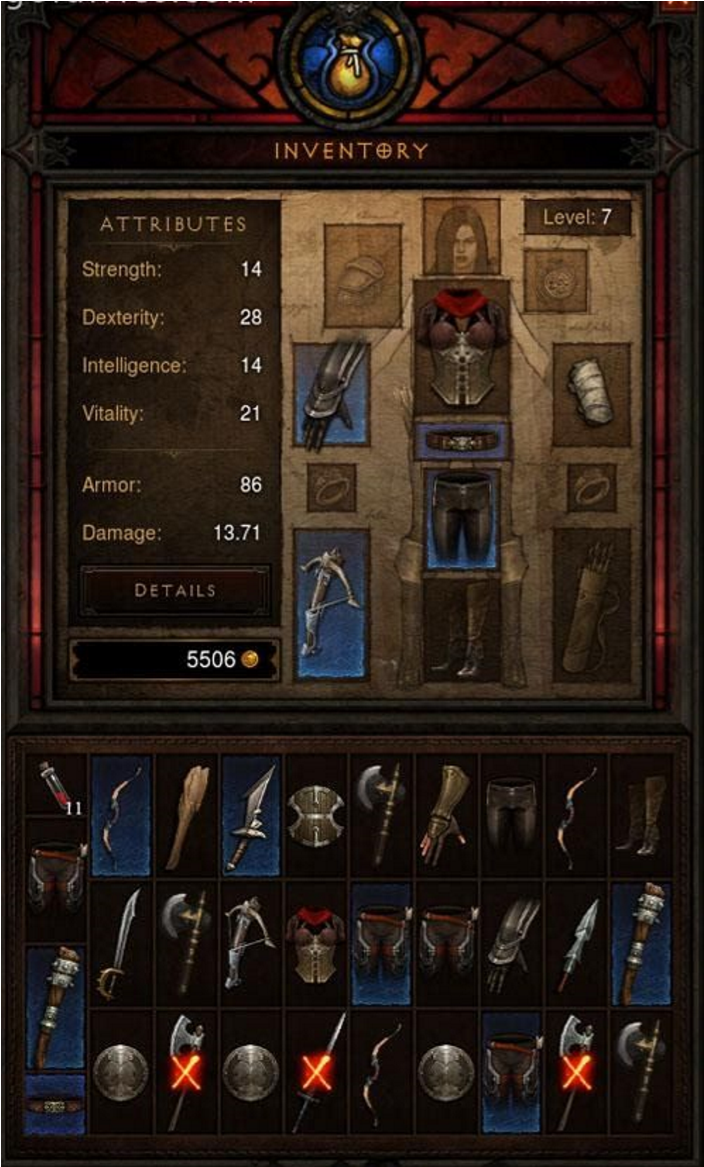 INVENTORY
ATTRIBUTES
Level: 7
Strength: 14
Dexterity: 28
Intelligence: 14
Vitality: 21
Armor: 86
Damage: 13.71
DETAILS
5506
11